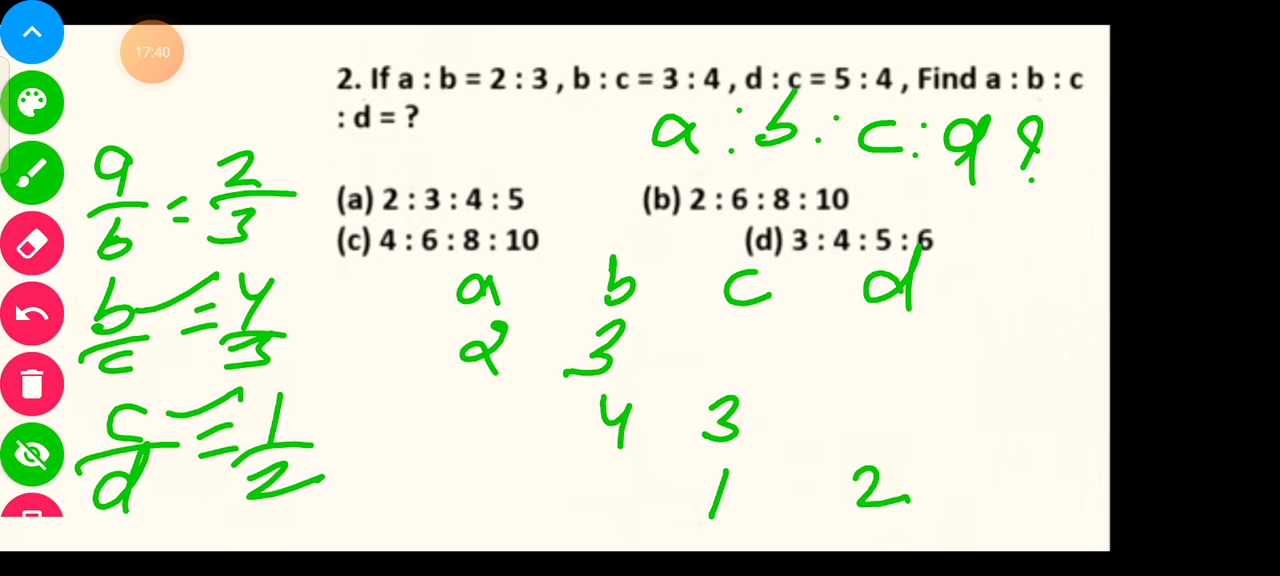 17:40
2. If a : b = 2 : 3 , b : c = 3 : 4 , d : c = 5 : 4 , Find a : b : c
: d = ?
a : b : c : d ?
(a) 2 : 3 : 4 : 5 (b) 2 : 6 : 8 : 10
(c) 4 : 6 : 8 : 10 (d) 3 : 4 : 5 : 6
a/b = 2/3
b/c = 4/3
c/d = 1/2
a b c d
2 3
4 3
1 2